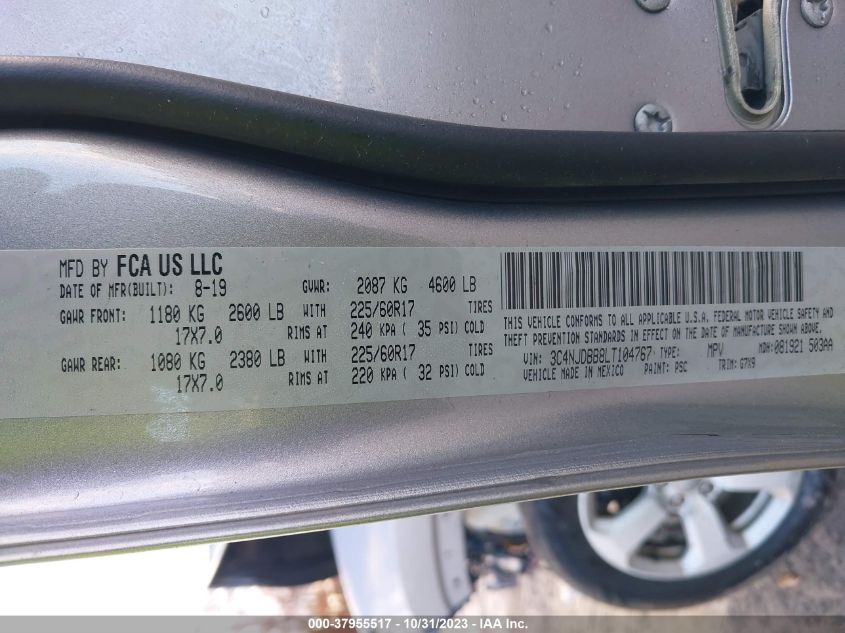 MFD BY FCA US LLC
DATE OF MFR(BUILT): 8-19 GVWR: 2087 KG 4600 LB
GAWR FRONT: 1180 KG 2600 LB WITH 225/60R17 TIRES
17X7.0 RIMS AT 240 KPA ( 35 PSI) COLD
GAWR REAR: 1080 KG 2380 LB WITH 225/60R17 TIRES
17X7.0 RIMS AT 220 KPA ( 32 PSI) COLD
THIS VEHICLE CONFORMS TO ALL APPLICABLE U.S.A. FEDERAL MOTOR VEHICLE SAFETY AND
THEFT PREVENTION STANDARDS IN EFFECT ON THE DATE OF MANUFACTURE SHOWN ABOVE.
VIN: 3C4NJDBB8LT104767 TYPE: MPV MDH: 081921 503AA
VEHICLE MADE IN MEXICO PAINT: PSC TRIM: G7X9
000-37955517 - 10/31/2023 - IAA Inc.